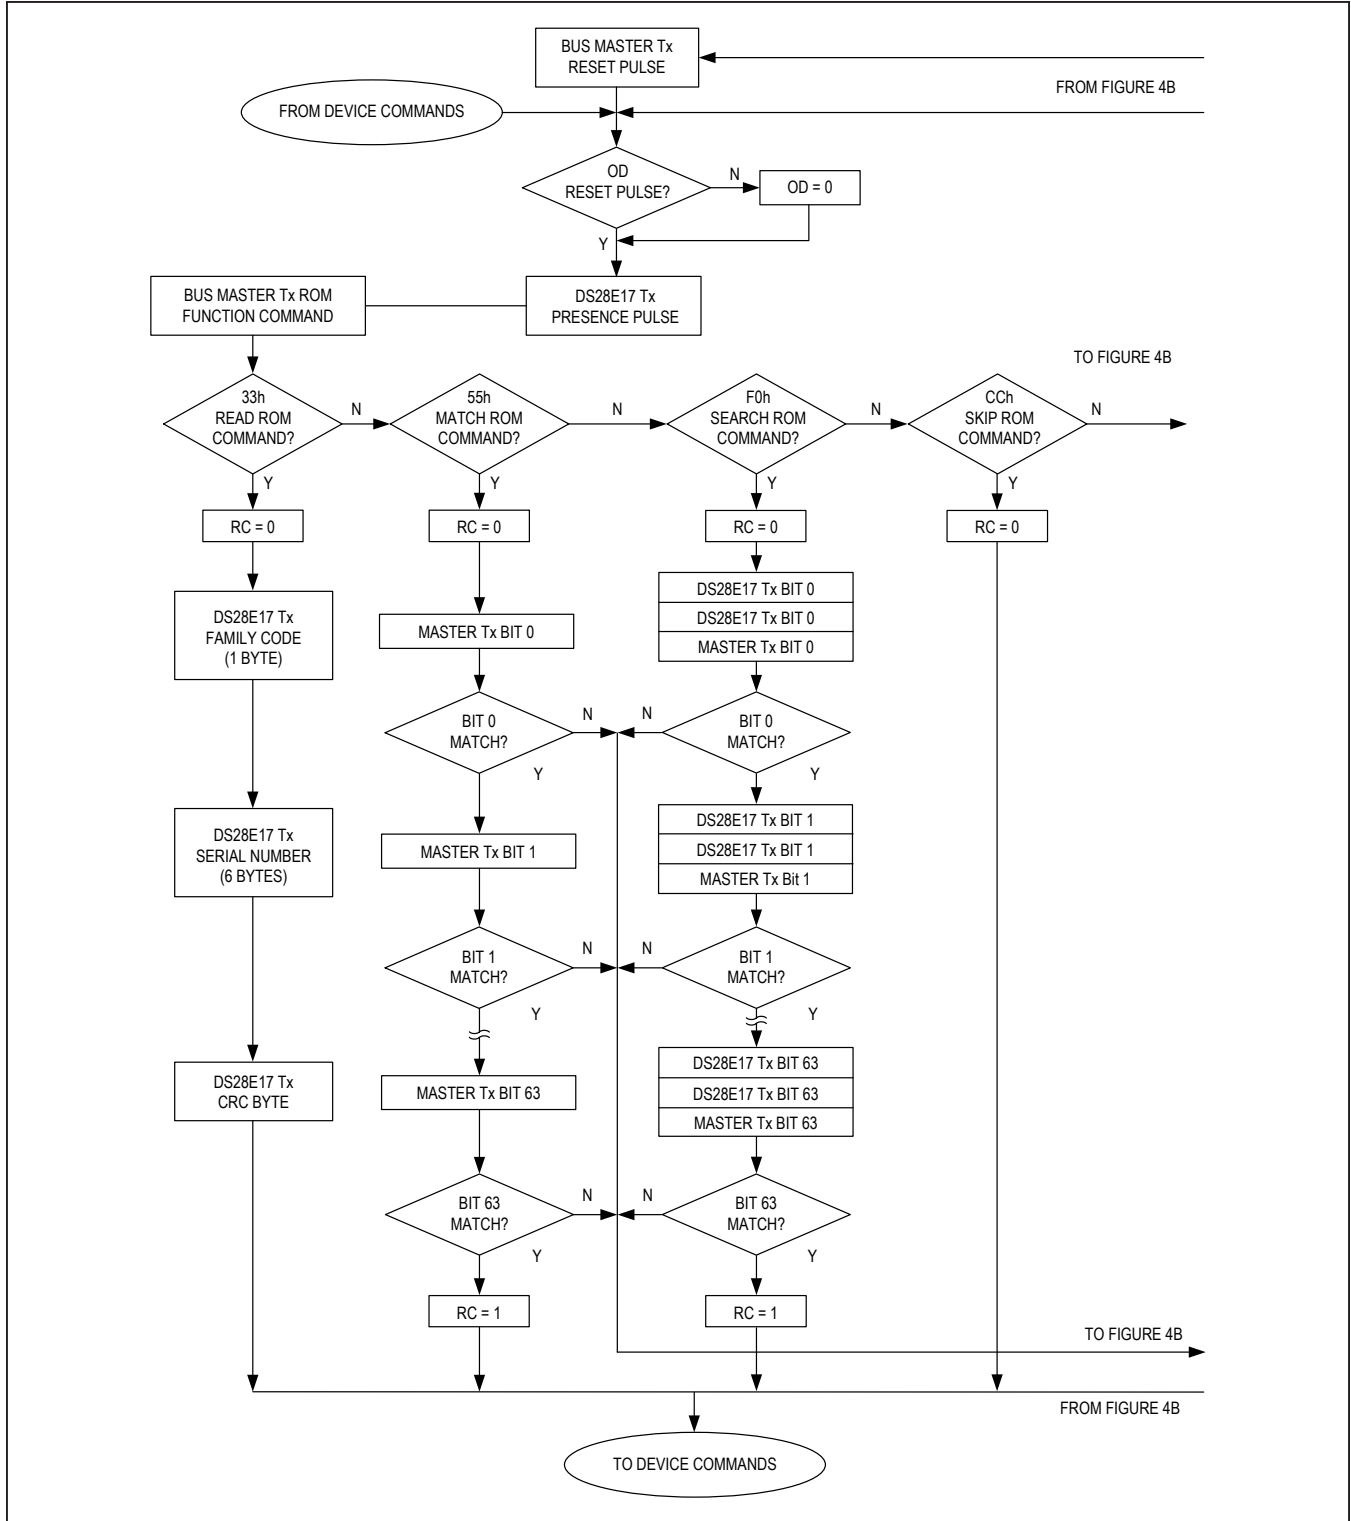 BUS MASTER Tx
RESET PULSE
FROM FIGURE 4B
FROM DEVICE COMMANDS
OD
RESET PULSE?
N
OD = 0
Y
BUS MASTER Tx ROM
FUNCTION COMMAND
DS28E17 Tx
PRESENCE PULSE
TO FIGURE 4B
33h
READ ROM
COMMAND?
N
55h
MATCH ROM
COMMAND?
N
F0h
SEARCH ROM
COMMAND?
N
CCh
SKIP ROM
COMMAND?
N
Y
Y
Y
Y
RC = 0
RC = 0
RC = 0
RC = 0
DS28E17 Tx
FAMILY CODE
(1 BYTE)
MASTER Tx BIT 0
DS28E17 Tx BIT 0
DS28E17 Tx BIT 0
MASTER Tx BIT 0
BIT 0
MATCH?
N
N
BIT 0
MATCH?
Y
Y
DS28E17 Tx
SERIAL NUMBER
(6 BYTES)
MASTER Tx BIT 1
DS28E17 Tx BIT 1
DS28E17 Tx BIT 1
MASTER Tx Bit 1
BIT 1
MATCH?
N
N
BIT 1
MATCH?
Y
Y
DS28E17 Tx
CRC BYTE
MASTER Tx BIT 63
DS28E17 Tx BIT 63
DS28E17 Tx BIT 63
MASTER Tx BIT 63
BIT 63
MATCH?
N
N
BIT 63
MATCH?
Y
Y
RC = 1
RC = 1
TO FIGURE 4B
FROM FIGURE 4B
TO DEVICE COMMANDS